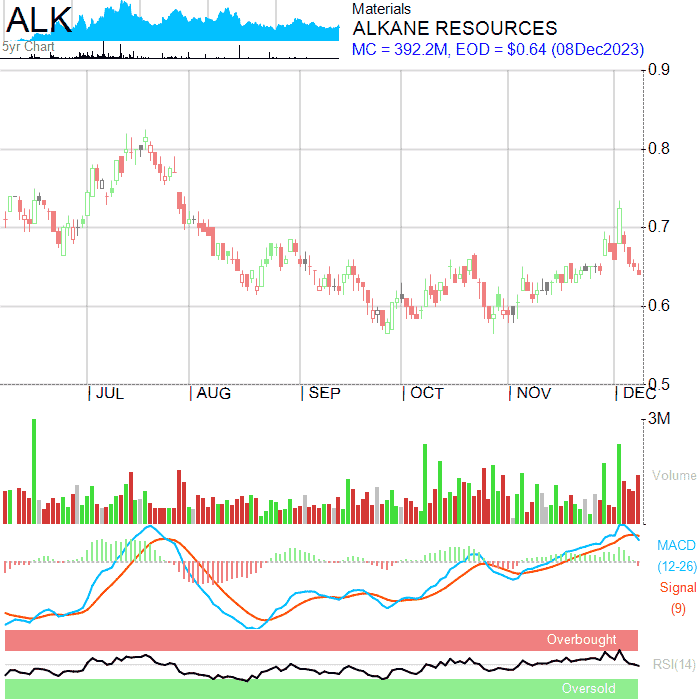 ALK
5yr Chart
Materials
ALKANE RESOURCES
MC = 392.2M, EOD = $0.64 (08Dec2023)
0.9
0.8
0.7
0.6
0.5
JUL
AUG
SEP
OCT
NOV
DEC
3M
Volume
MACD
(12-26)
Signal
(9)
Overbought
RSI(14)
Oversold